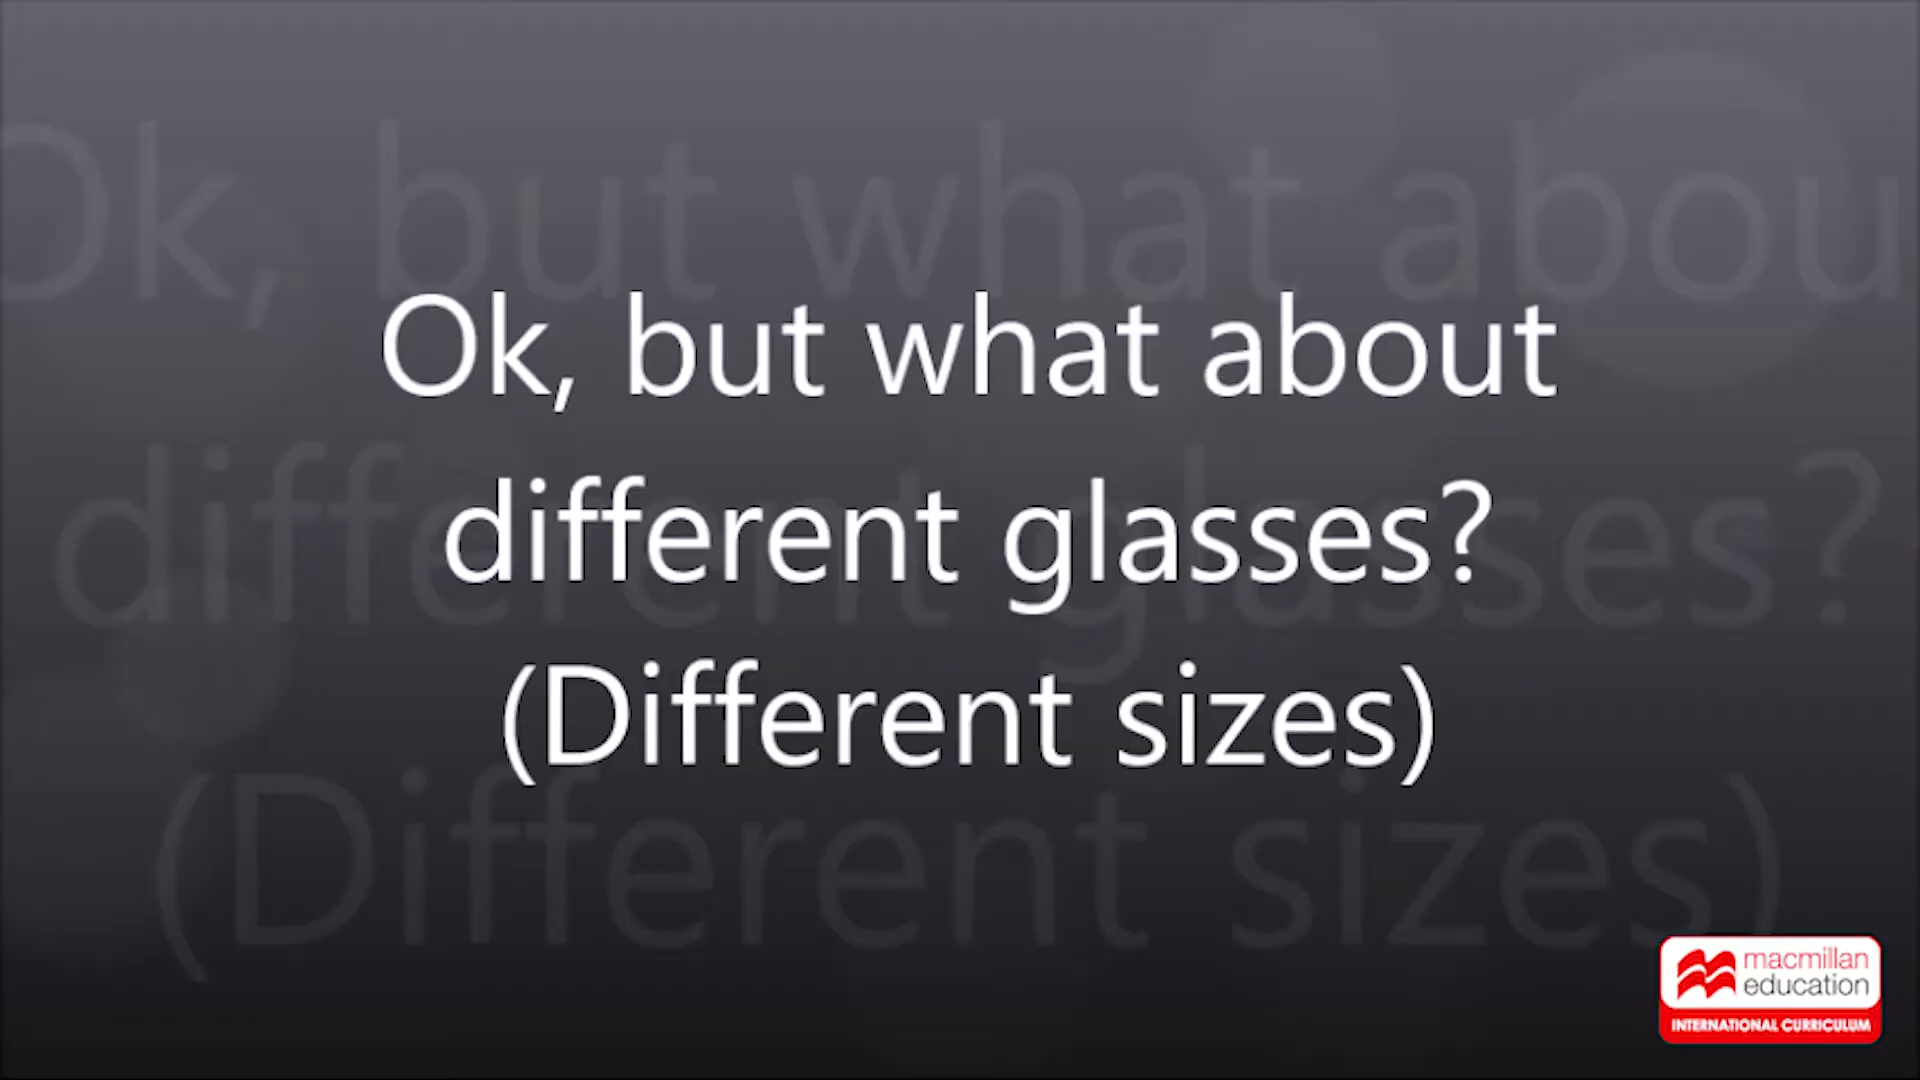 Ok, but what about
different glasses?
(Different sizes)
macmillan
education
INTERNATIONAL CURRICULUM